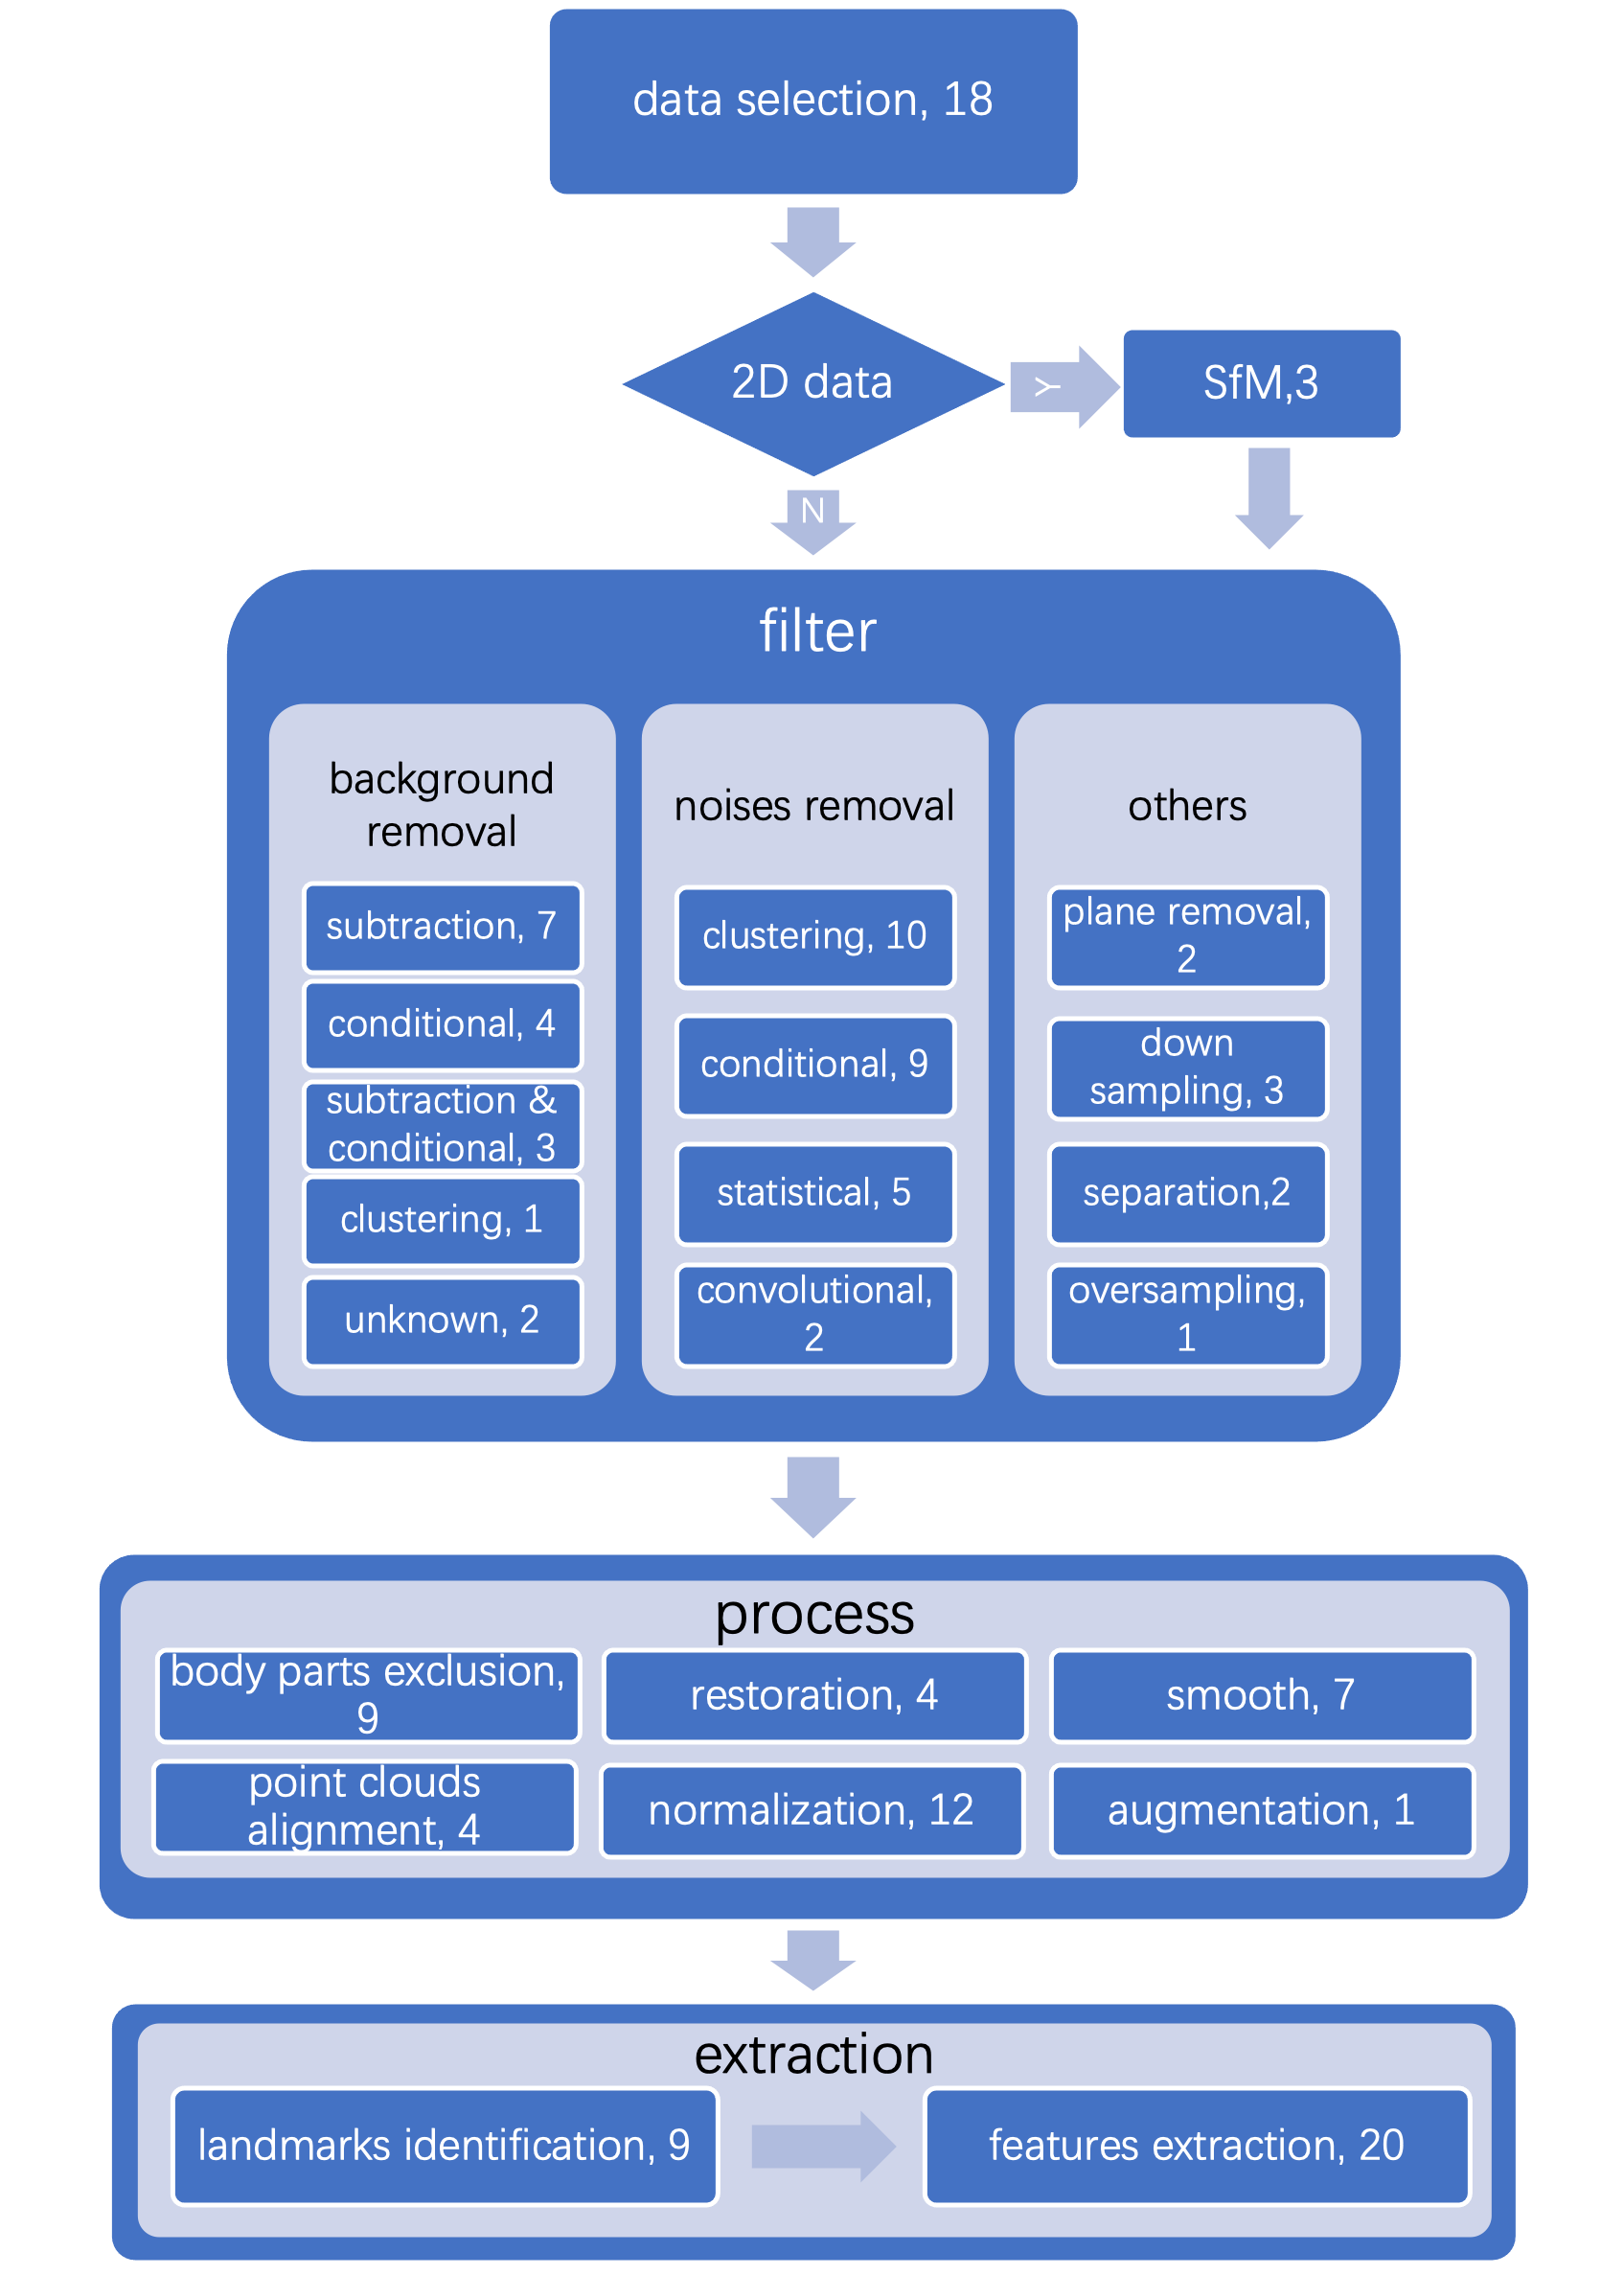 data selection, 18
2D data
Y
SfM,3
N
filter
background
removal
subtraction, 7
conditional, 4
subtraction &
conditional, 3
clustering, 1
unknown, 2
noises removal
clustering, 10
conditional, 9
statistical, 5
convolutional,
2
others
plane removal,
2
down
sampling, 3
separation,2
oversampling,
1
process
body parts exclusion,
9
restoration, 4
smooth, 7
point clouds
alignment, 4
normalization, 12
augmentation, 1
extraction
landmarks identification, 9
features extraction, 20